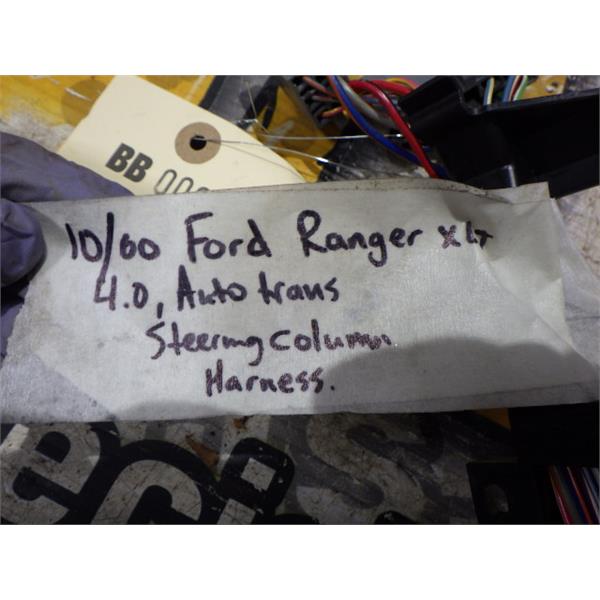 BB
10/00 Ford Ranger XLT
4.0, Auto trans
Steering column
Harness.